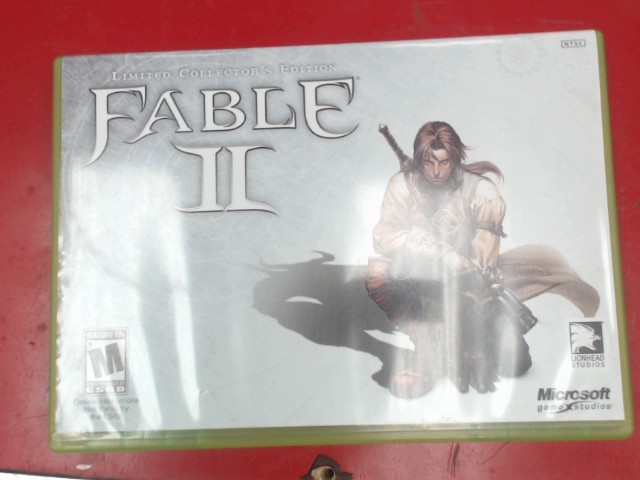 NTSC
LIMITED COLLECTOR'S EDITION
FABLE
II
MATURE 17+
M
ESRB
LIONHEAD
STUDIOS
Microsoft
game studios